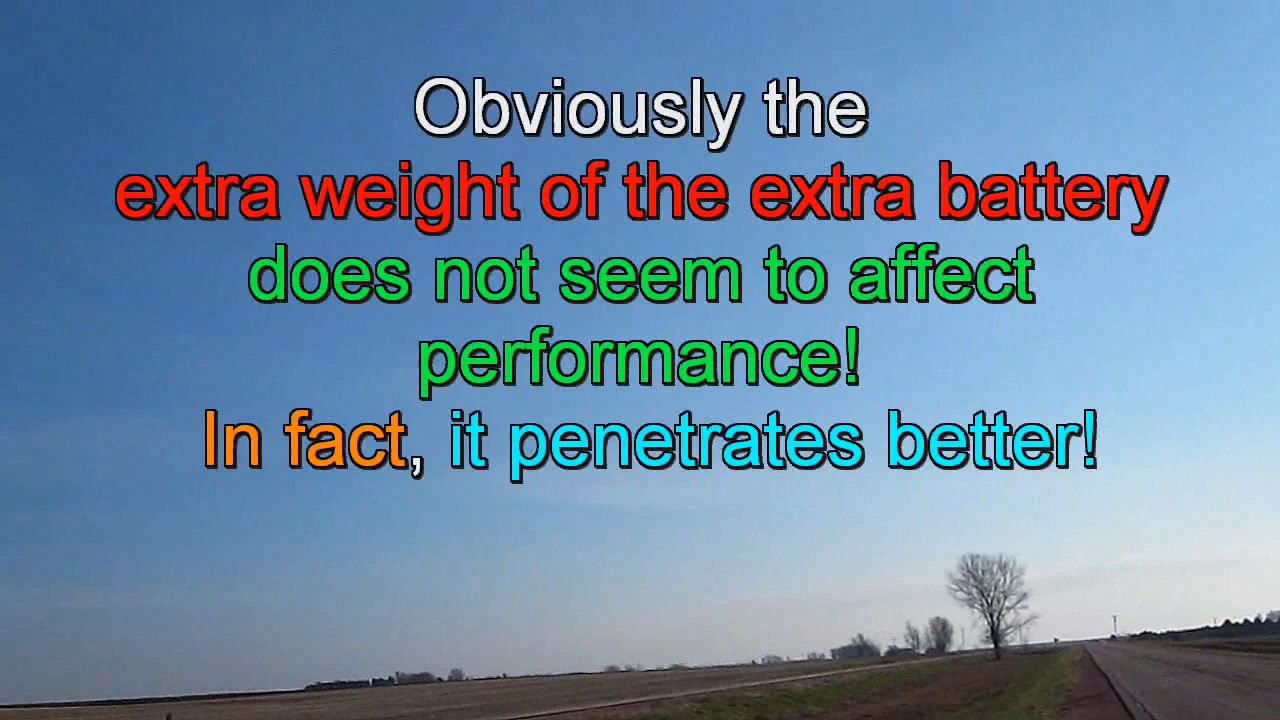 Obviously the
extra weight of the extra battery
does not seem to affect
performance!
In fact, it penetrates better!